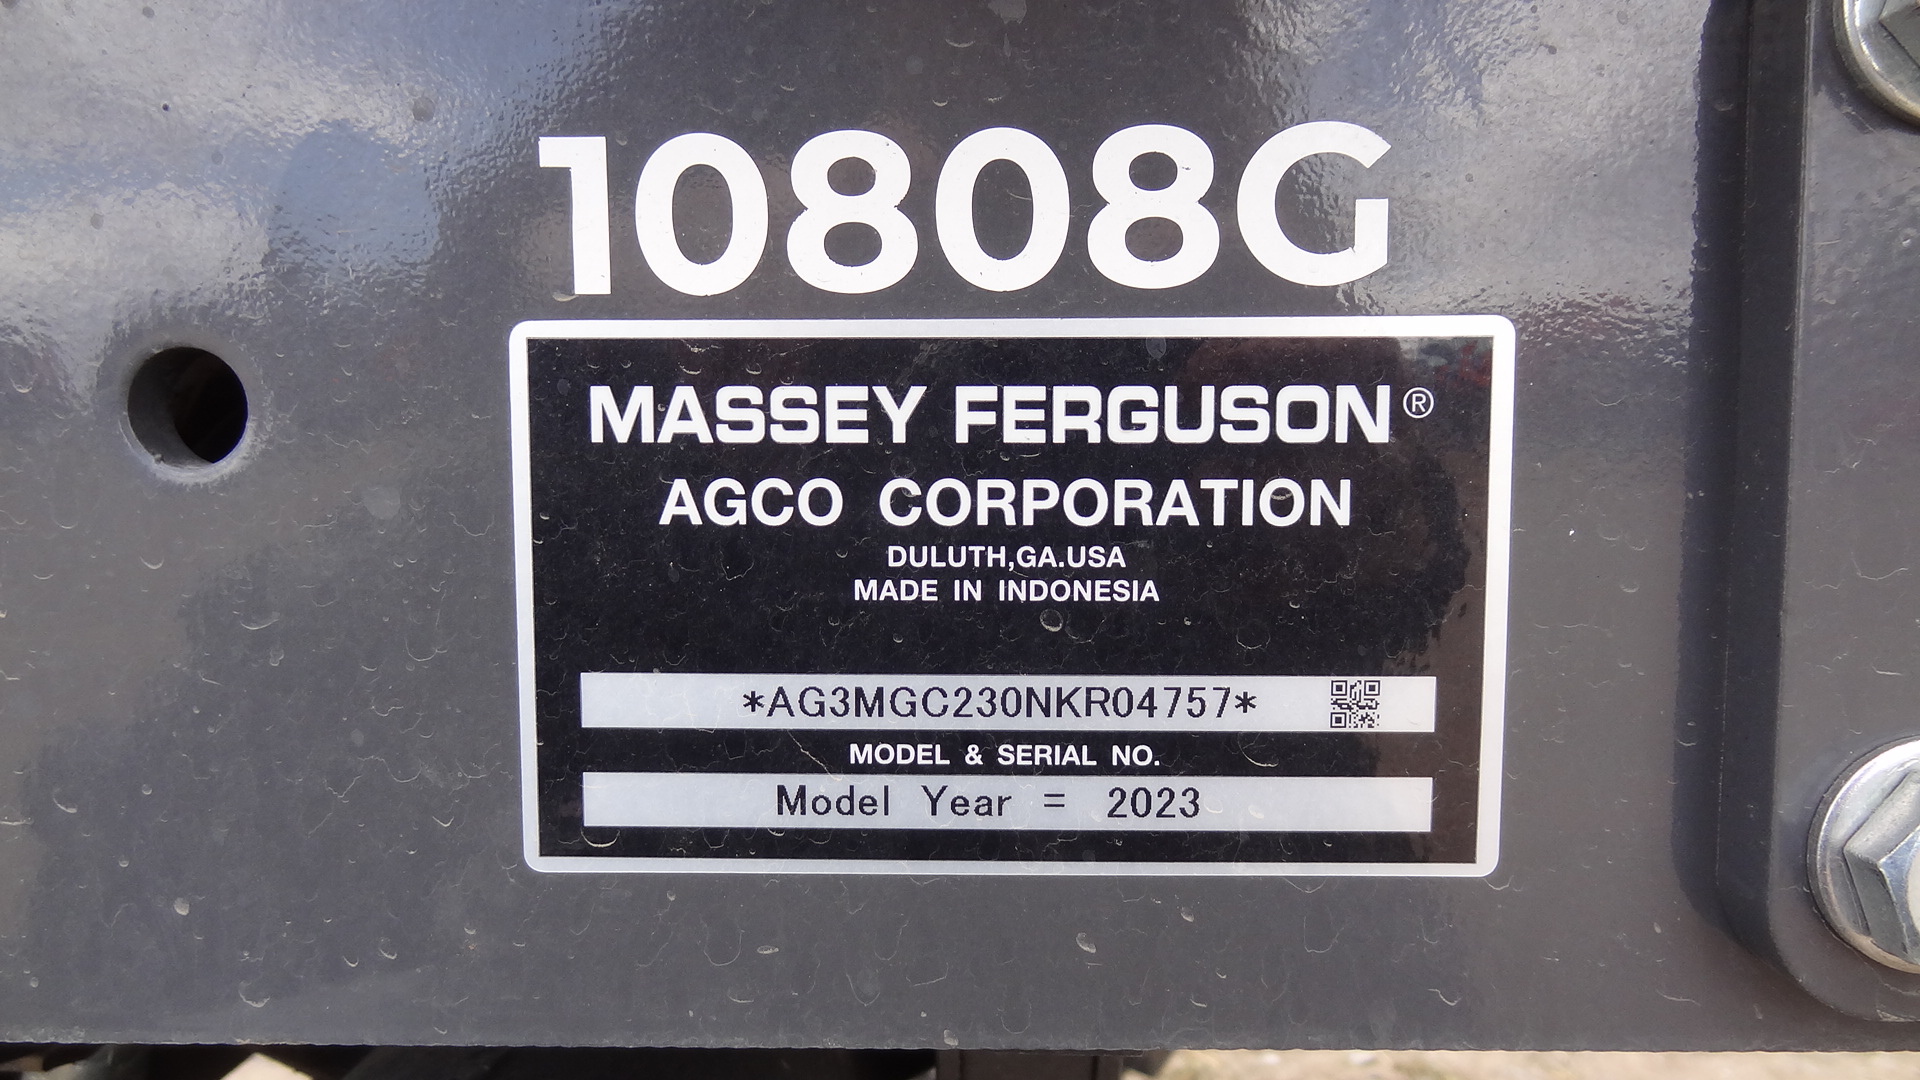 10808G
MASSEY FERGUSON®
AGCO CORPORATION
DULUTH,GA.USA
MADE IN INDONESIA
*AG3MGC230NKR04757*
MODEL & SERIAL NO.
Model Year = 2023